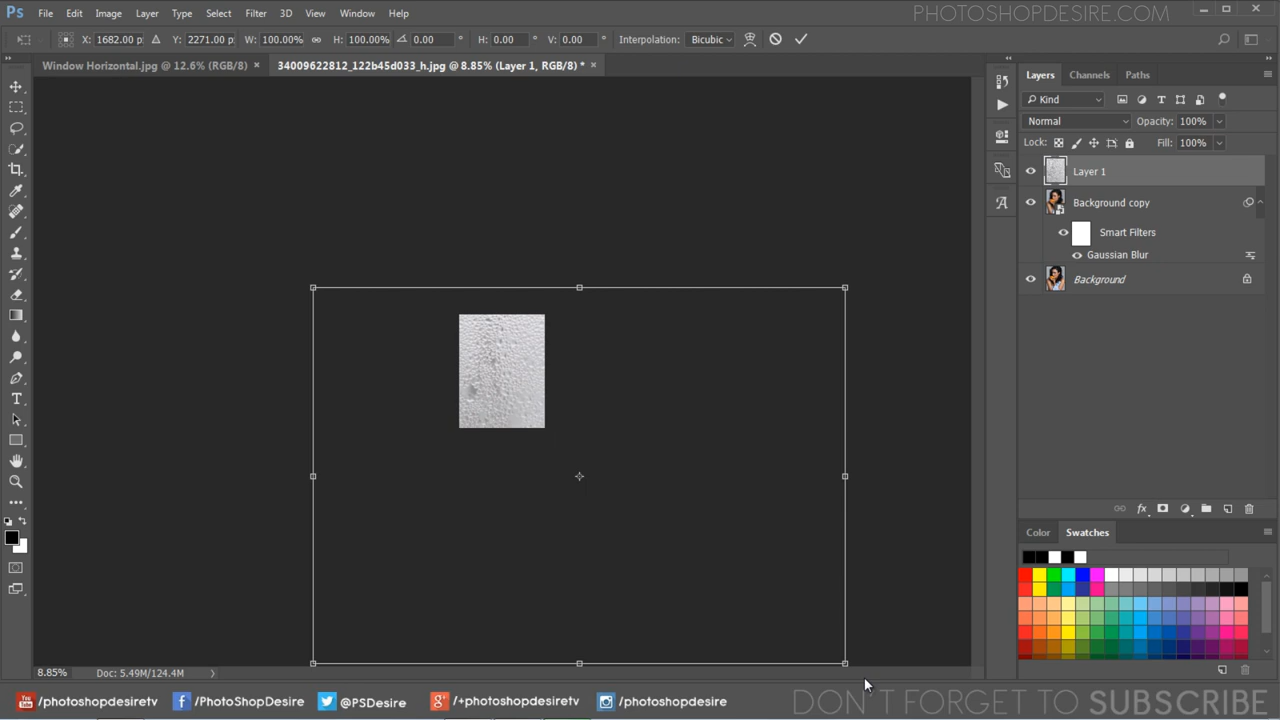 PHOTOSHOPDESIRE.COM
Ps File Edit Image Layer Type Select Filter 3D View Window Help
X: 1682.00 p Y: 2271.00 p W: 100.00% H: 100.00% 0.00 ° H: 0.00 ° V: 0.00 ° Interpolation: Bicubic
Window Horizontal.jpg @ 12.6% (RGB/8) × 34009622812_122b45d033_h.jpg @ 8.85% (Layer 1, RGB/8) * ×
Layers Channels Paths
Kind
Normal Opacity: 100%
Lock: Fill: 100%
Layer 1
Background copy
Smart Filters
Gaussian Blur
Background
fx
Color Swatches
8.85% Doc: 5.49M/124.4M
You Tube /photoshopdesiretv /PhotoShopDesire @PSDesire /+photoshopdesiretv /photoshopdesire DON'T FORGET TO SUBSCRIBE